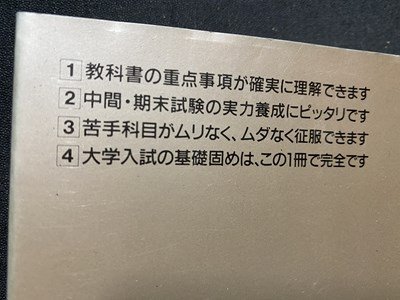 1 教科書の重点事項が確実に理解できます
2 中間・期末試験の実力養成にピッタリです
3 苦手科目がムリなく、ムダなく征服できます
4 大学入試の基礎固めは、この1冊で完全です